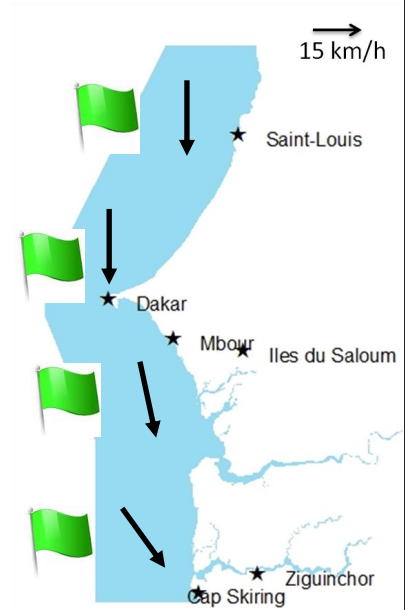 15 km/h
Saint-Louis
Dakar
Mbour
Iles du Saloum
Ziguinchor
Cap Skiring